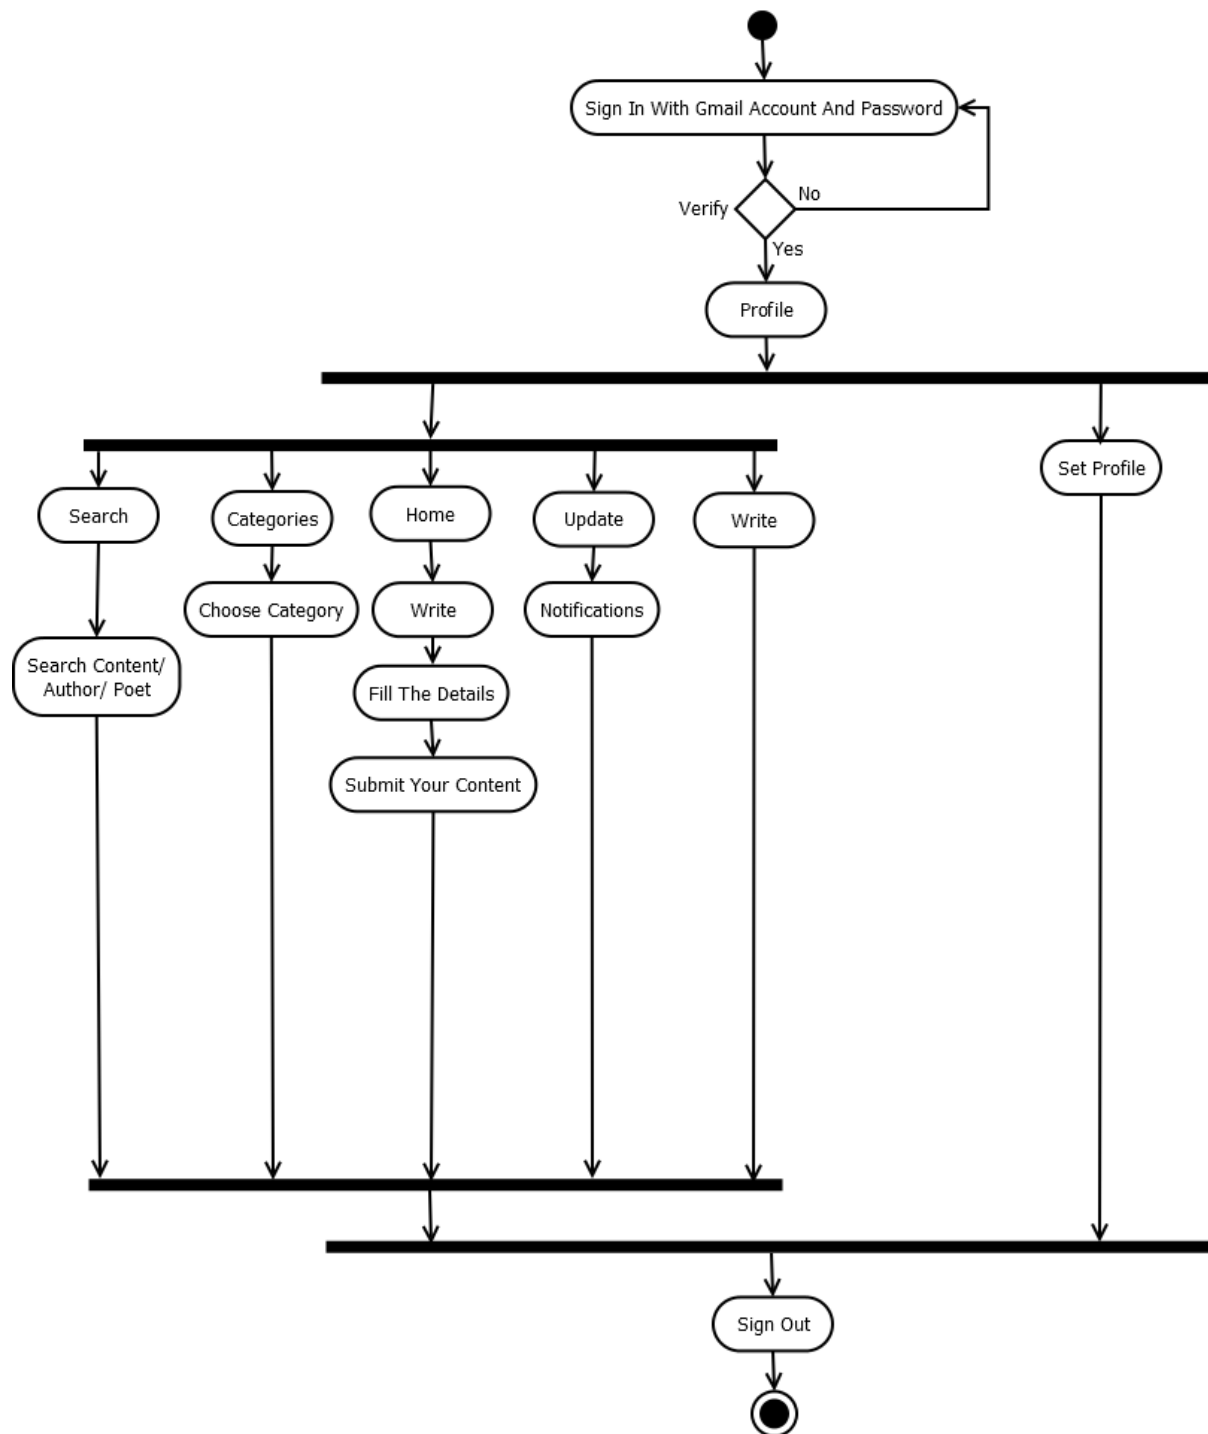 Sign In With Gmail Account And Password
No
Verify
Yes
Profile
Set Profile
Search
Categories
Home
Update
Write
Choose Category
Write
Notifications
Search Content/
Author/ Poet
Fill The Details
Submit Your Content
Sign Out